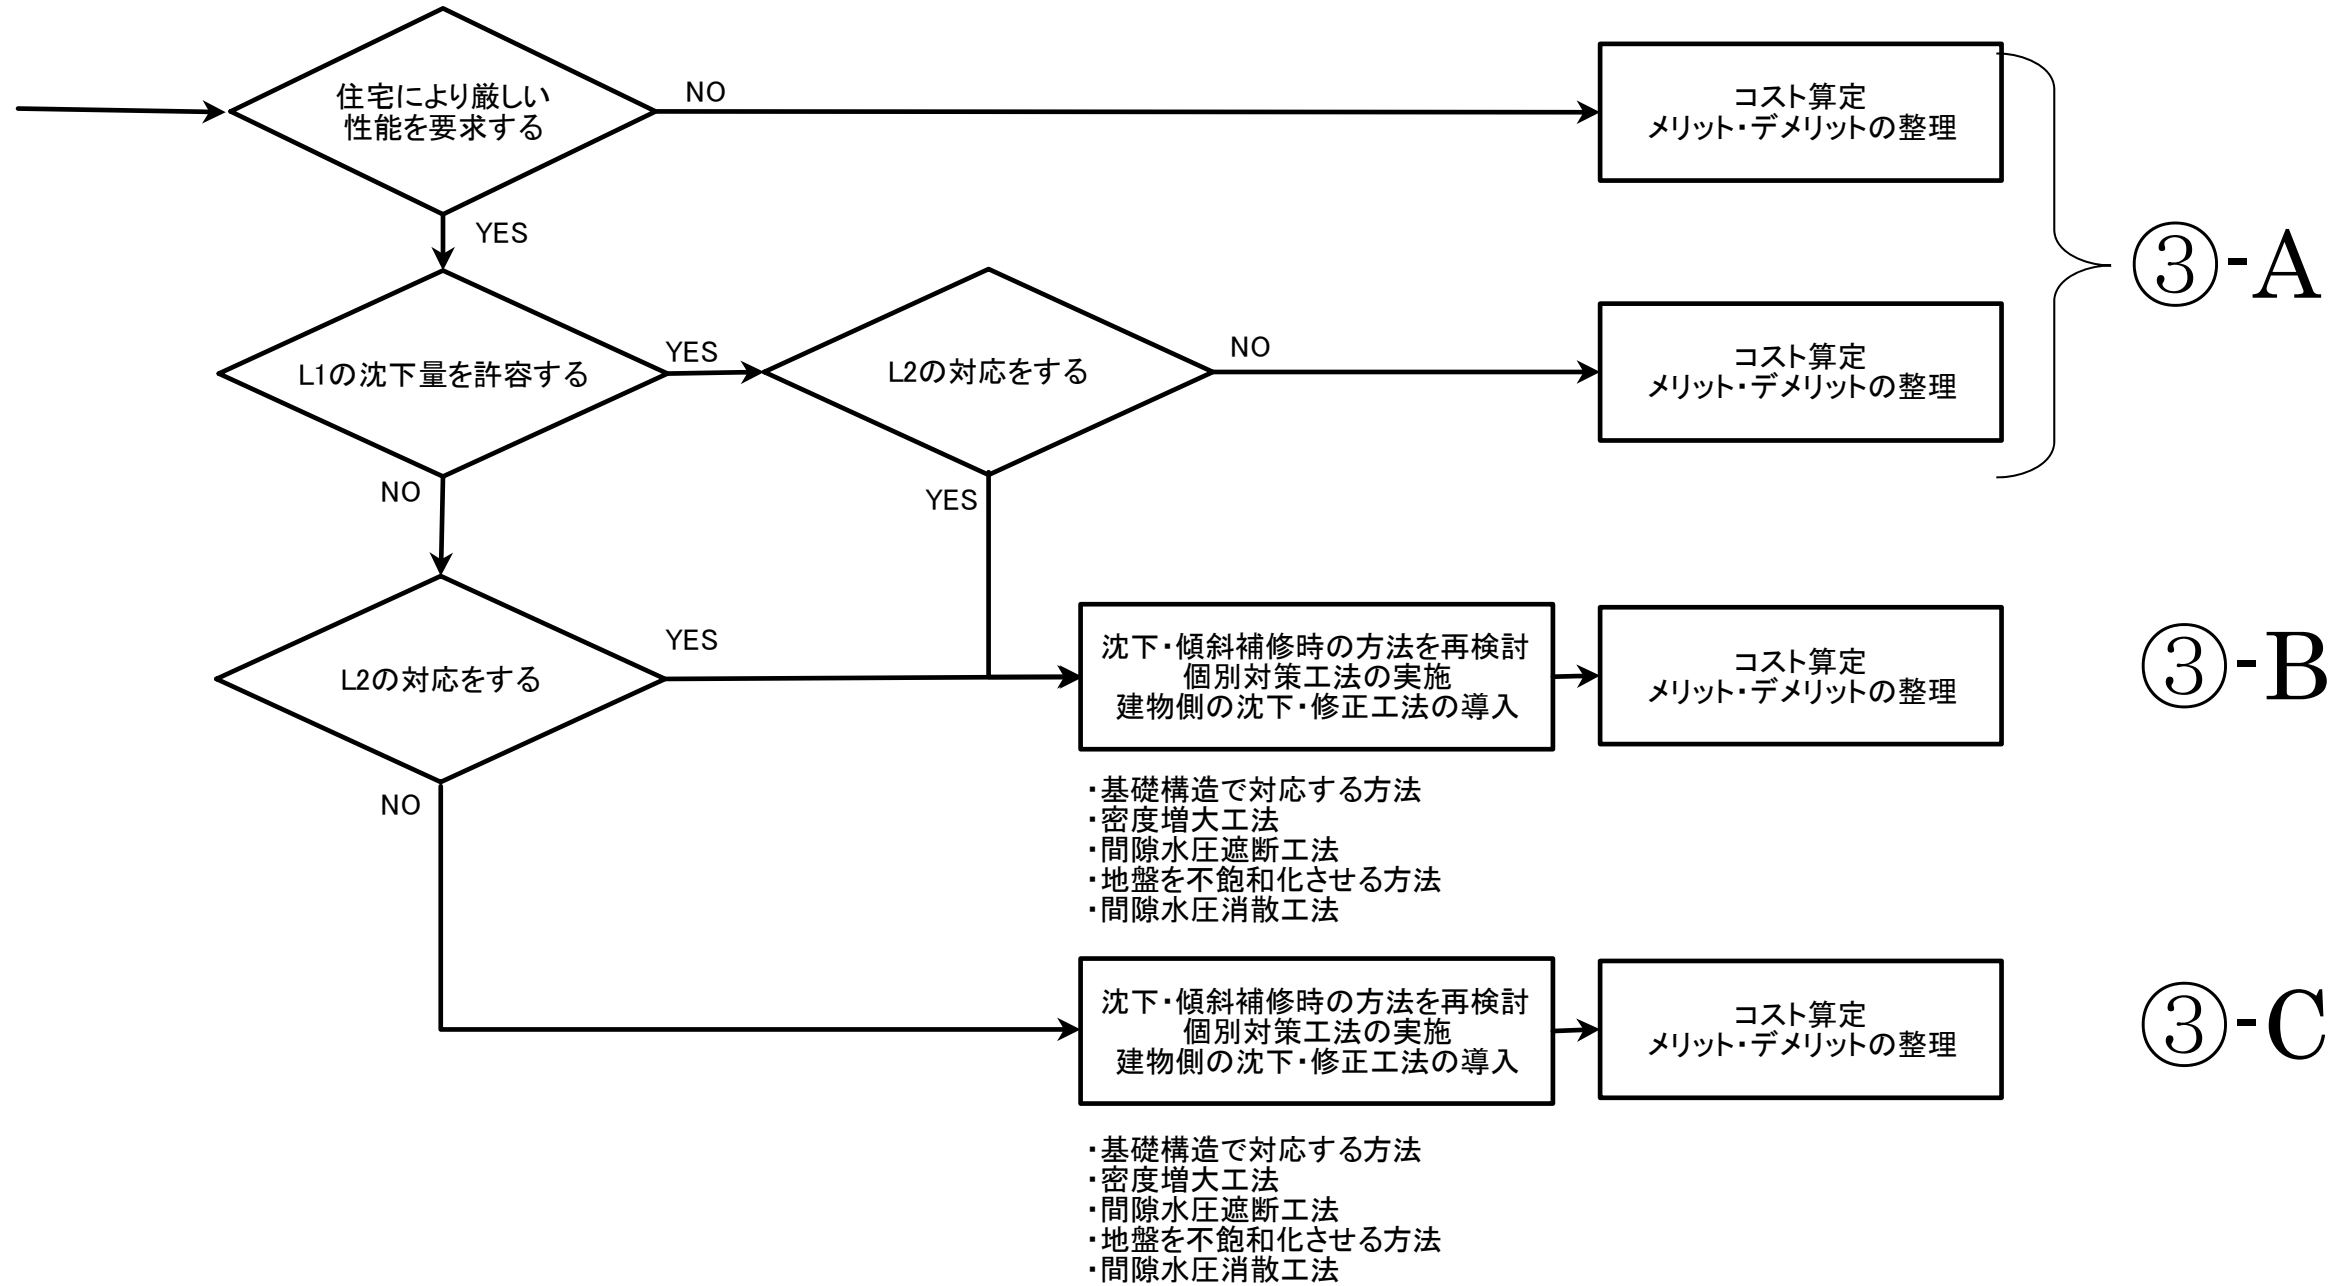 住宅により厳しい
性能を要求する
NO
コスト算定
メリット・デメリットの整理
YES
③-A
L1の沈下量を許容する
YES
L2の対応をする
NO
コスト算定
メリット・デメリットの整理
NO
YES
L2の対応をする
YES
沈下・傾斜補修時の方法を再検討
個別対策工法の実施
建物側の沈下・修正工法の導入
コスト算定
メリット・デメリットの整理
③-B
NO
・基礎構造で対応する方法
・密度増大工法
・間隙水圧遮断工法
・地盤を不飽和化させる方法
・間隙水圧消散工法
沈下・傾斜補修時の方法を再検討
個別対策工法の実施
建物側の沈下・修正工法の導入
コスト算定
メリット・デメリットの整理
③-C
・基礎構造で対応する方法
・密度増大工法
・間隙水圧遮断工法
・地盤を不飽和化させる方法
・間隙水圧消散工法